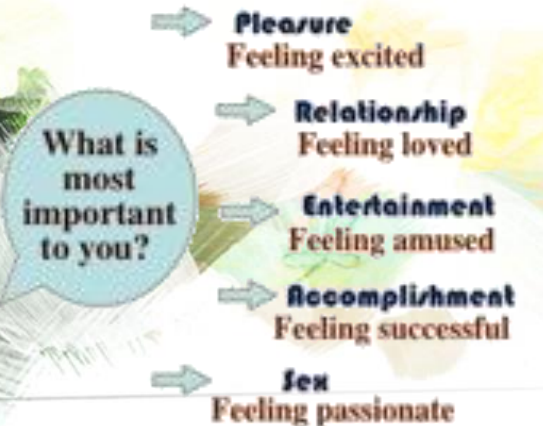 What is
most
important
to you?
Pleasure
Feeling excited
Relationship
Feeling loved
Entertainment
Feeling amused
Accomplishment
Feeling successful
Sex
Feeling passionate